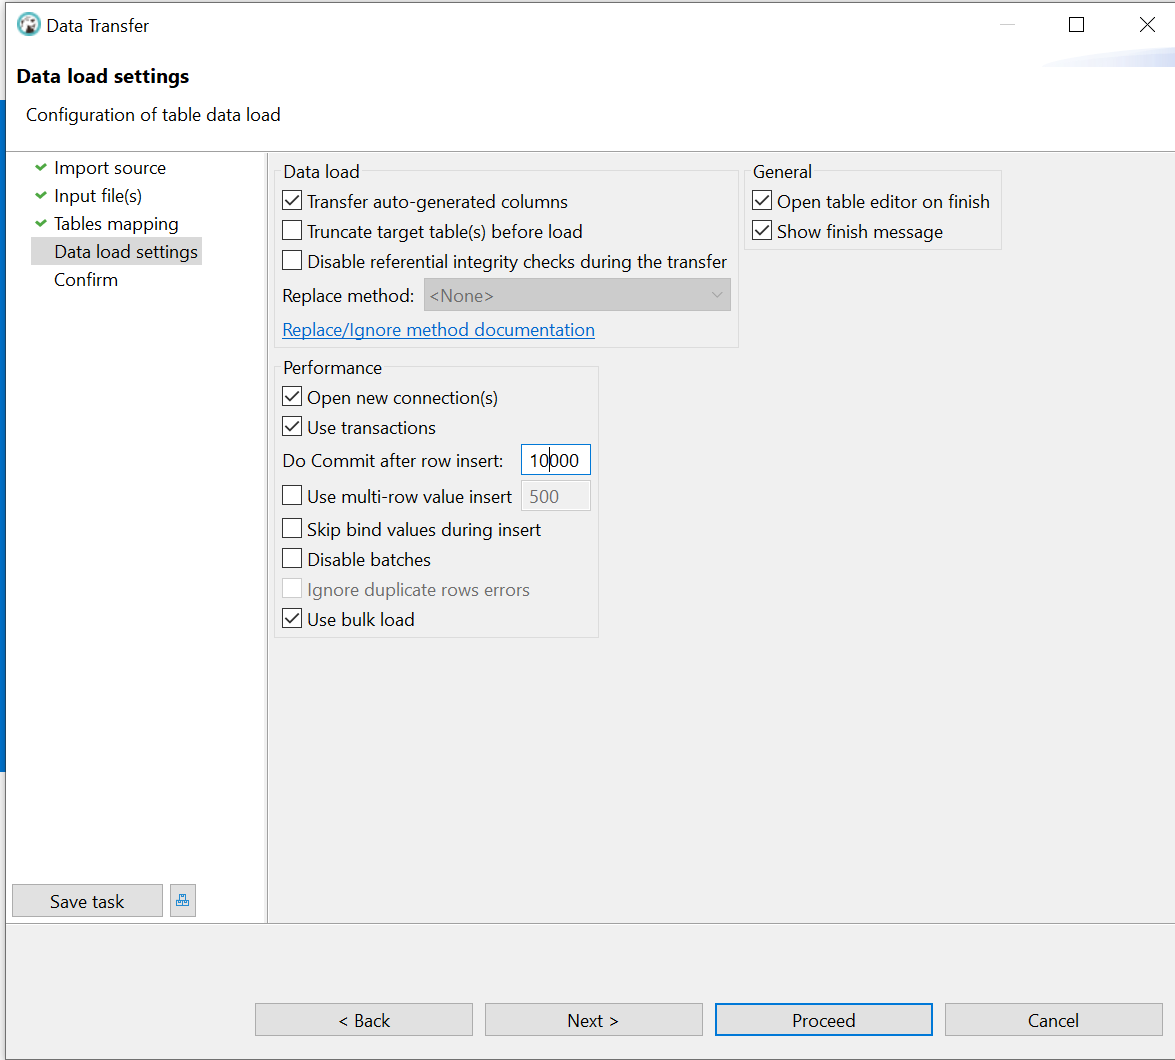 Data Transfer
Data load settings
Configuration of table data load
Import source
Input file(s)
Tables mapping
Data load settings
Confirm
Data load
Transfer auto-generated columns
Truncate target table(s) before load
Disable referential integrity checks during the transfer
Replace method: <None>
Replace/Ignore method documentation
General
Open table editor on finish
Show finish message
Performance
Open new connection(s)
Use transactions
Do Commit after row insert: 10000
Use multi-row value insert 500
Skip bind values during insert
Disable batches
Ignore duplicate rows errors
Use bulk load
Save task
< Back Next > Proceed Cancel